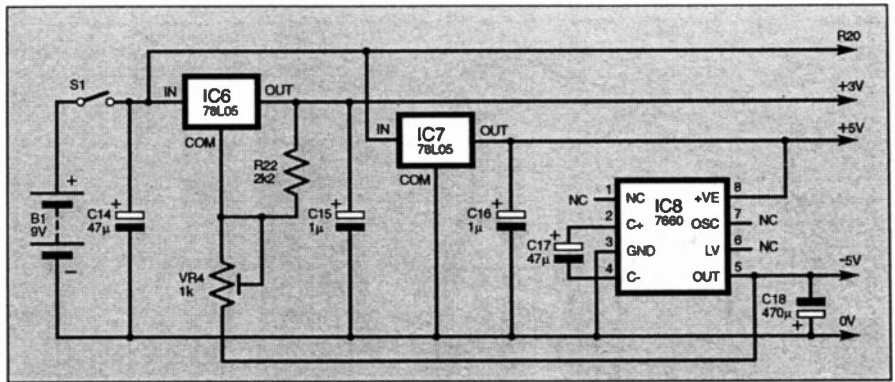 R20
S1
IN
IC6
78L05
OUT
+3V
COM
IN
IC7
78L05
OUT
+5V
COM
R22
2k2
+
B1
9V
−
+
C14
47µ
+
C15
1µ
+
C16
1µ
VR4
1k
NC
1
NC
IC8
7660
+VE
8
+
C17
47µ
2
C+
OSC
7
NC
3
GND
LV
6
NC
4
C-
OUT
5
-5V
C18
470µ
+
0V